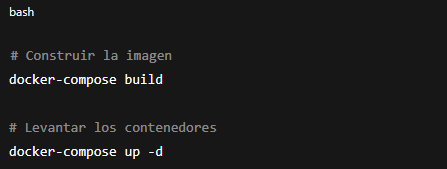 bash
# Construir la imagen
docker-compose build
# Levantar los contenedores
docker-compose up -d